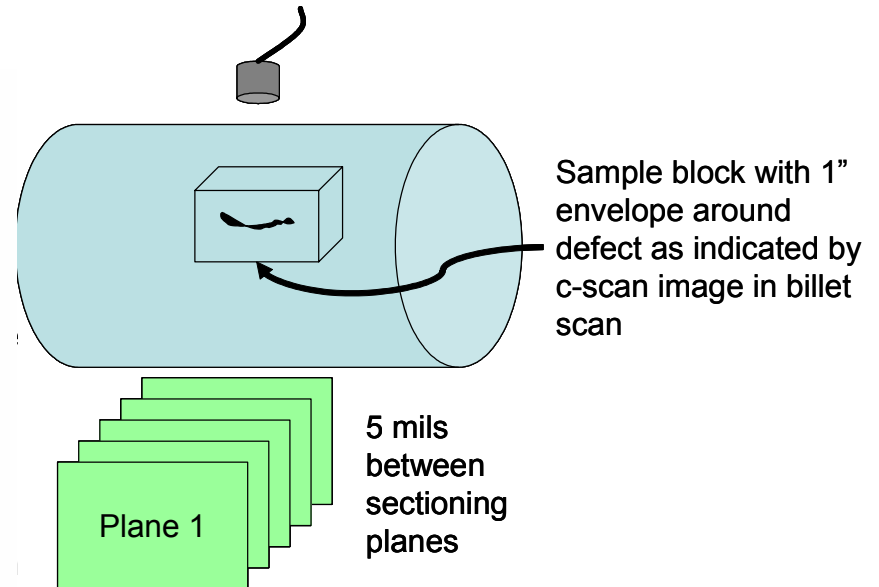 Sample block with 1”
envelope around
defect as indicated by
c-scan image in billet
scan
5 mils
between
sectioning
planes
Plane 1